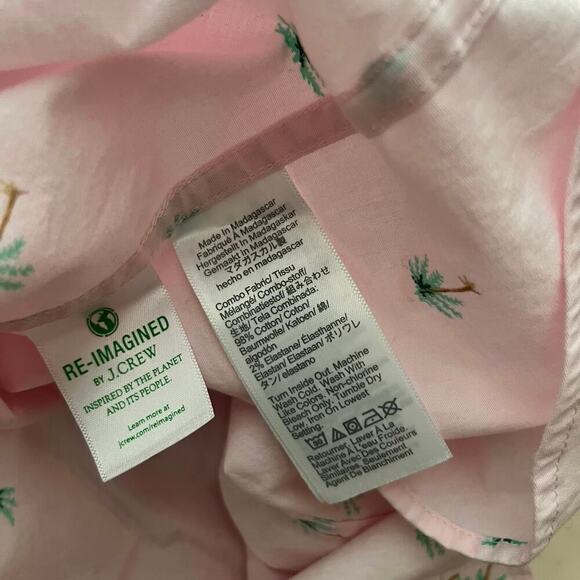 RE-IMAGINED
BY J.CREW
INSPIRED BY THE PLANET
AND ITS PEOPLE.
Learn more at
jcrew.com/reimagined
Made In Madagascar
Fabriqué À Madagascar
Hergestellt In Madagaskar
Gemaakt In Madagascar
マダガスカル製
hecho en madagascar
Combo Fabric/ Tissu
Mélangé/ Combo-stoff/
Combinatiestof/ 組み合わせ
生地/ Tela Combinada:
98% Cotton/ Coton/
Baumwolle/ Katoen/ 綿/
algodón
2% Elastane/ Élasthanne/
Elastan/ Elastaan/ ポリウレ
タン/ elastano
Turn Inside Out. Machine
Wash Cold. Wash With
Like Colors. Non-chlorine
Bleach Only. Tumble Dry
Low. Iron On Lowest
Setting.
Retourner. Laver À La
Machine À L'eau Froide.
Laver Avec Des Couleurs
Similaires. Seulement
Agent De Blanchiment